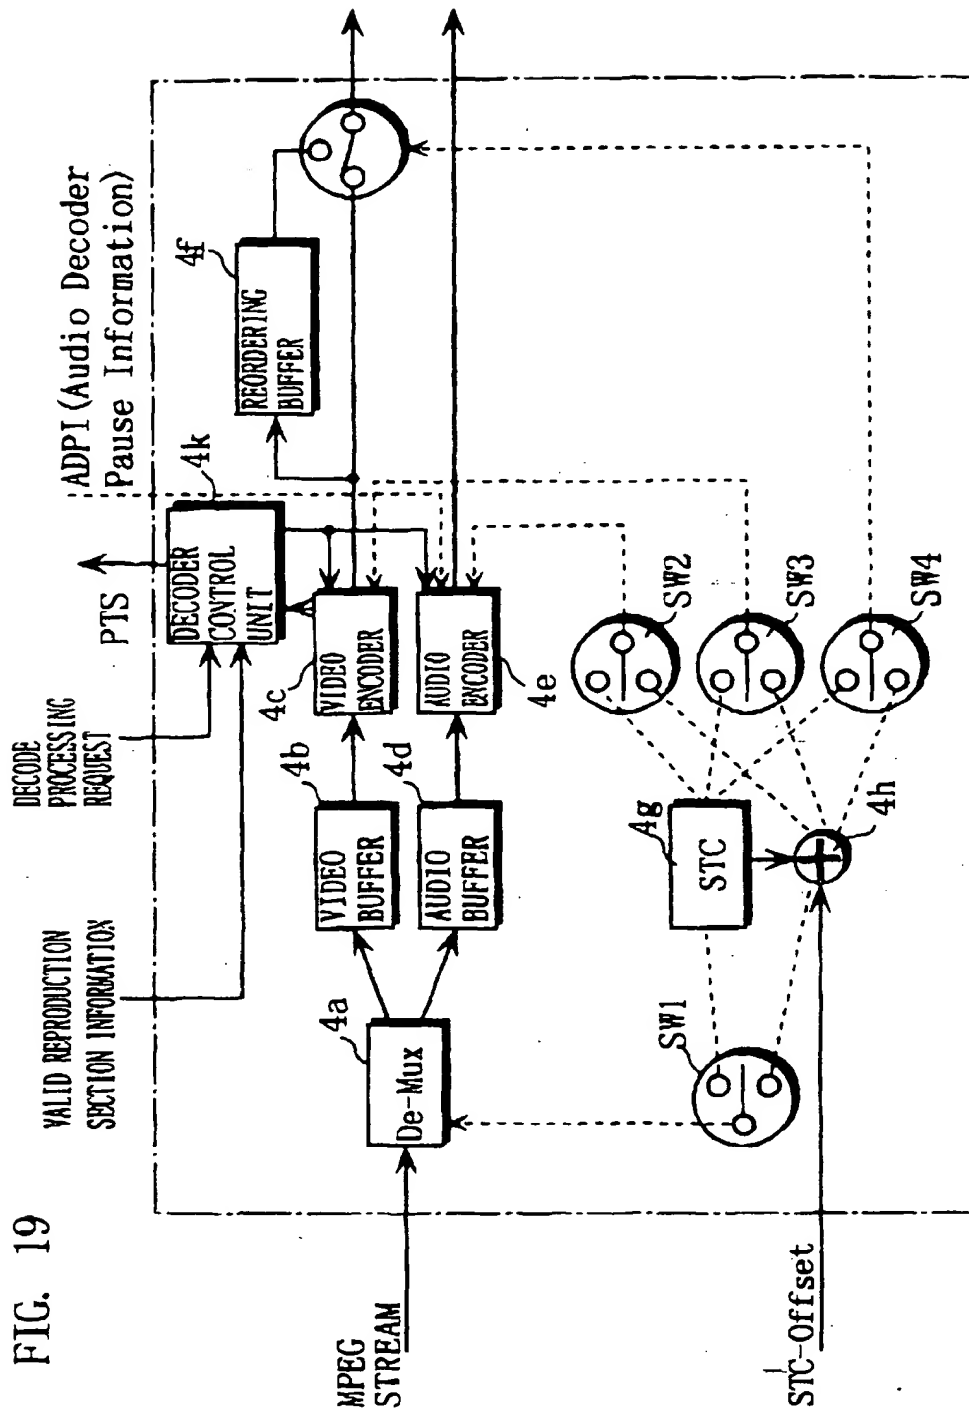 FIG. 19
VALID REPRODUCTION
SECTION INFORMATIOX
DECODE
PROCESSING
REQUEST
PTS
ADPI(Audio Decoder
Pause Information)
4k
DECODER
CONTROL
UNIT
4f
REORDERING
BUFFER
MPEG
STREAM
4a
De-Mux
4b
VIDEO
BUFFER
4c
VIDEO
ENCODER
4d
AUDIO
BUFFER
AUDIO
ENCODER
4e
SW1
4g
STC
4h
SW2
SW3
SW4
STC-Offset